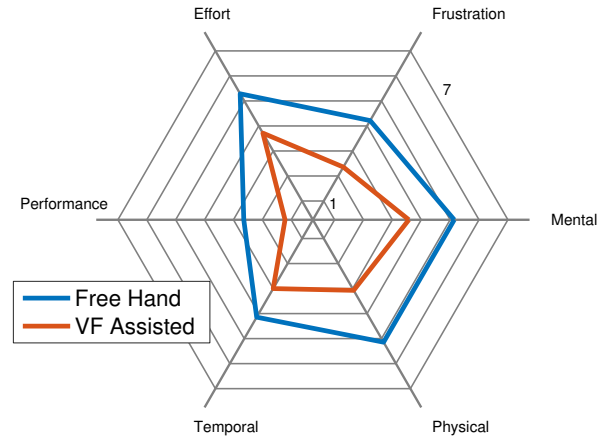 Effort
Frustration
7
Performance
1
Mental
Free Hand
VF Assisted
Temporal
Physical